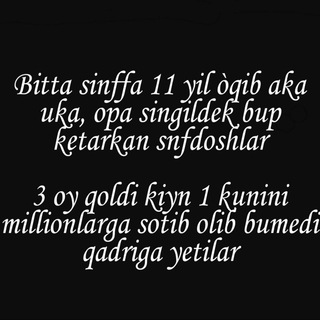 Bitta sinffa 11 yil òqib aka
uka, opa singildek bup
ketarkan snfdoshlar
3 oy qoldi kiyn 1 kunini
millionlarga sotib olib bumedi
qadriga yetilar